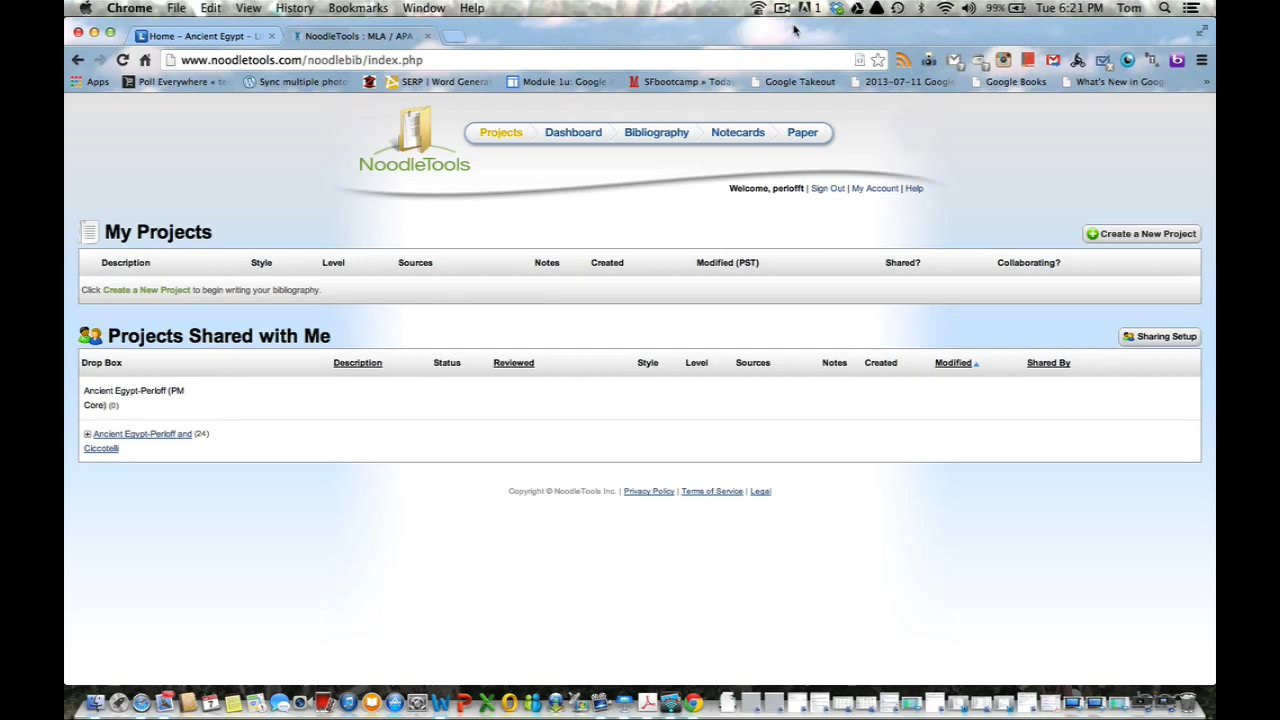 Chrome File Edit View History Bookmarks Window Help 1 99% Tue 6:21 PM Tom
Home – Ancient Egypt – Li NoodleTools : MLA / APA
www.noodletools.com/noodlebib/index.php
Apps Poll Everywhere « te Sync multiple photo SERP | Word Genera Module 1u: Google SFbootcamp » Toda Google Takeout 2013-07-11 Google Google Books What's New in Goog »
NoodleTools
Projects Dashboard Bibliography Notecards Paper
Welcome, perlofft | Sign Out | My Account | Help
My Projects
Create a New Project
Description Style Level Sources Notes Created Modified (PST) Shared? Collaborating?
Click Create a New Project to begin writing your bibliography.
Projects Shared with Me
Sharing Setup
Drop Box Description Status Reviewed Style Level Sources Notes Created Modified Shared By
Ancient Egypt-Perloff (PM
Core) (0)
Ancient Egypt-Perloff and (24)
Ciccotelli
Copyright © NoodleTools Inc. | Privacy Policy | Terms of Service | Legal